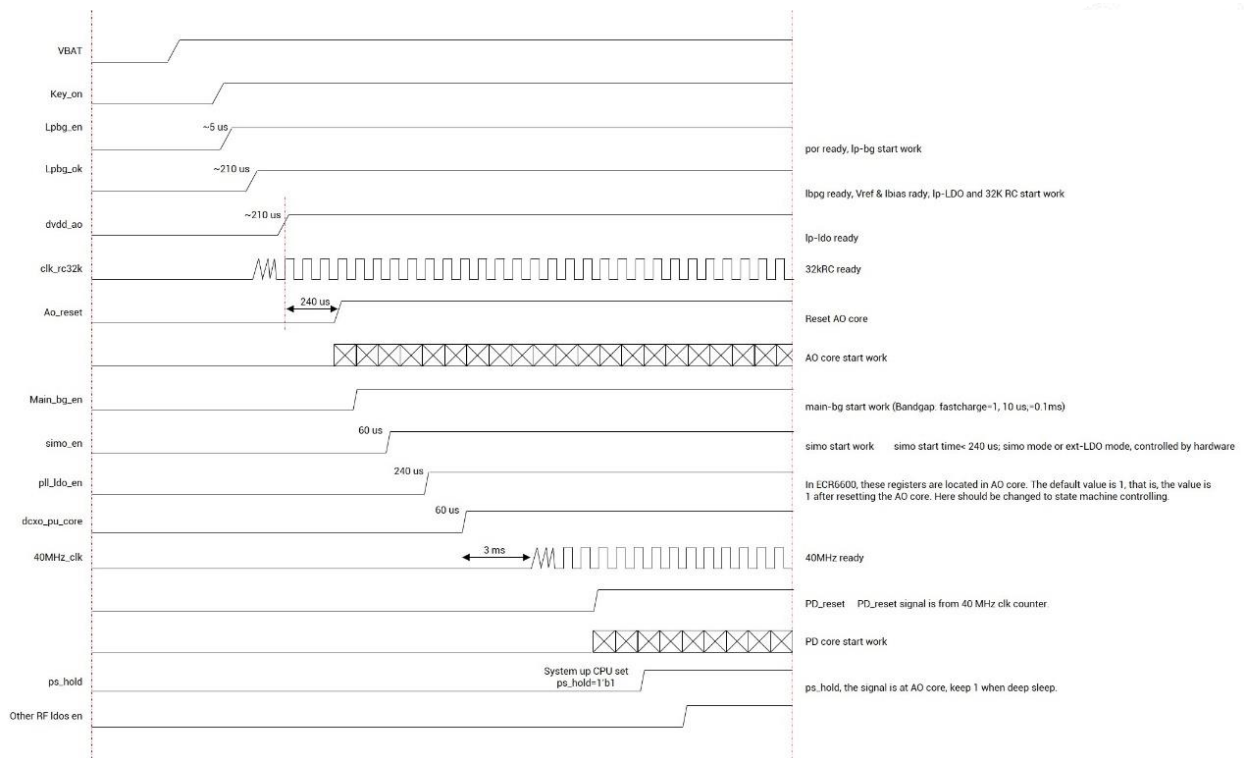 VBAT
Key_on
Lpbg_en
~5 us
por ready, lp-bg start work
Lpbg_ok
~210 us
lbpg ready, Vref & Ibias rady, lp-LDO and 32K RC start work
dvdd_ao
~210 us
lp-ldo ready
clk_rc32k
32kRC ready
Ao_reset
240 us
Reset AO core
AO core start work
Main_bg_en
main-bg start work (Bandgap: fastcharge=1, 10 us,=0.1ms)
simo_en
60 us
simo start work simo start time< 240 us; simo mode or ext-LDO mode, controlled by hardware
pll_ldo_en
240 us
In ECR6600, these registers are located in AO core. The default value is 1, that is, the value is
1 after resetting the AO core. Here should be changed to state machine controlling.
dcxo_pu_core
60 us
40MHz_clk
3 ms
40MHz ready
PD_reset PD_reset signal is from 40 MHz clk counter
PD core start work
ps_hold
System up CPU set
ps_hold=1'b1
ps_hold, the signal is at AO core, keep 1 when deep sleep.
Other RF ldos en